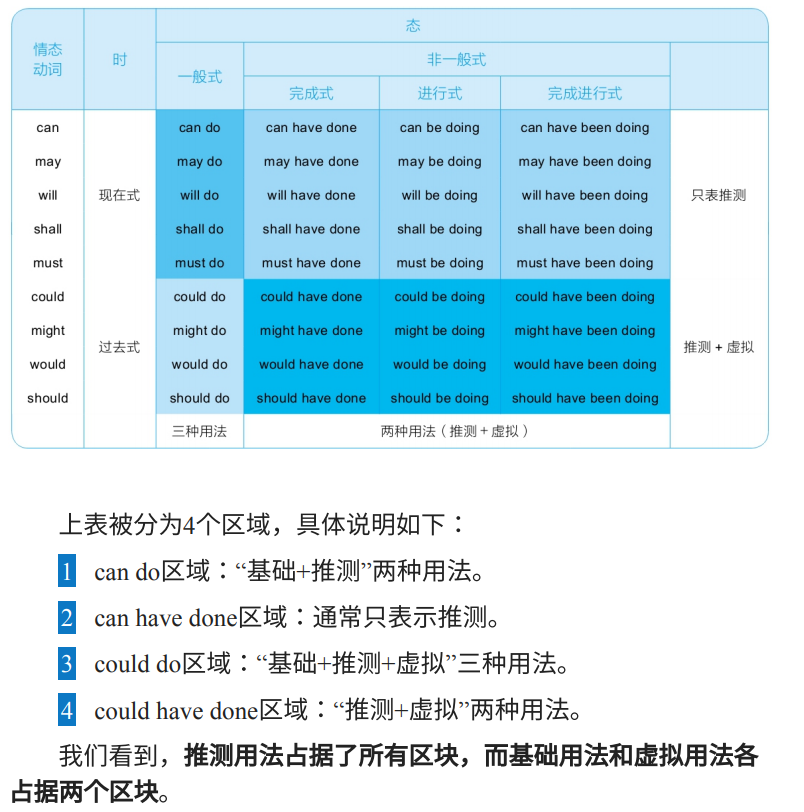 态
情态
动词
时
一般式
非一般式
完成式 进行式 完成进行式
can can do can have done can be doing can have been doing
may may do may have done may be doing may have been doing
will 现在式 will do will have done will be doing will have been doing 只表推测
shall shall do shall have done shall be doing shall have been doing
must must do must have done must be doing must have been doing
could could do could have done could be doing could have been doing
might might do might have done might be doing might have been doing
过去式 推测 + 虚拟
would would do would have done would be doing would have been doing
should should do should have done should be doing should have been doing
三种用法 两种用法（推测 + 虚拟）
上表被分为4个区域，具体说明如下：
1 can do区域：“基础+推测”两种用法。
2 can have done区域：通常只表示推测。
3 could do区域：“基础+推测+虚拟”三种用法。
4 could have done区域：“推测+虚拟”两种用法。
我们看到，推测用法占据了所有区块，而基础用法和虚拟用法各
占据两个区块。